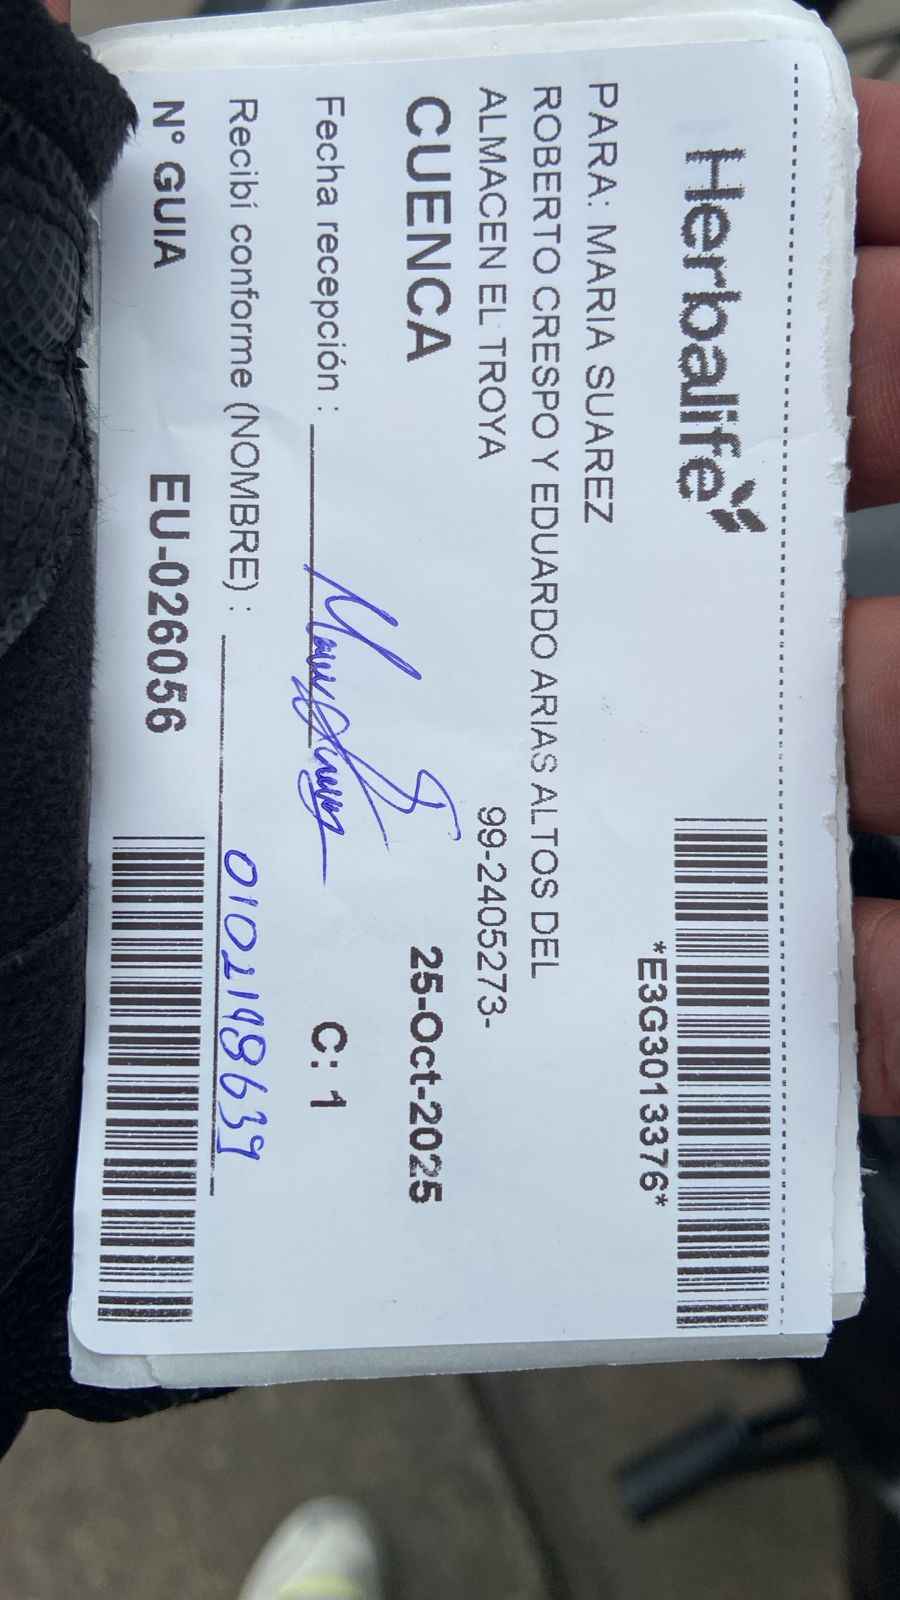 Herbalife
*E3G3013376*
PARA: MARIA SUAREZ
ROBERTO CRESPO Y EDUARDO ARIAS ALTOS DEL
ALMACEN EL TROYA 99-2405273-
CUENCA 25-Oct-2025
Fecha recepción : C: 1
Recibí conforme (NOMBRE) : 0102198639
N° GUIA EU-026056